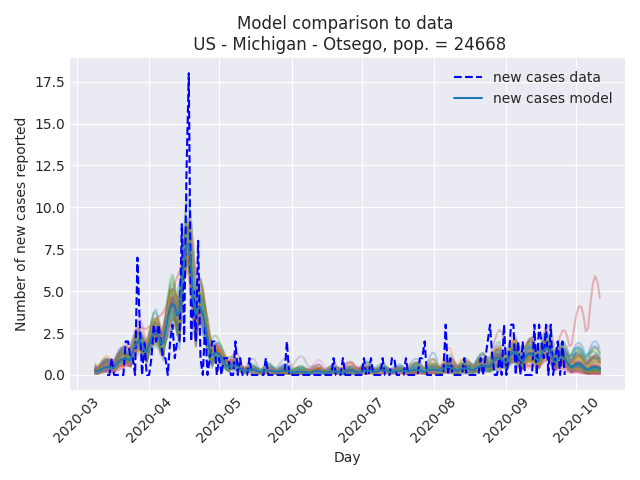 Model comparison to data
US - Michigan - Otsego, pop. = 24668
new cases data
new cases model
Number of new cases reported
17.5
15.0
12.5
10.0
7.5
5.0
2.5
0.0
2020-03
2020-04
2020-05
2020-06
2020-07
2020-08
2020-09
2020-10
Day